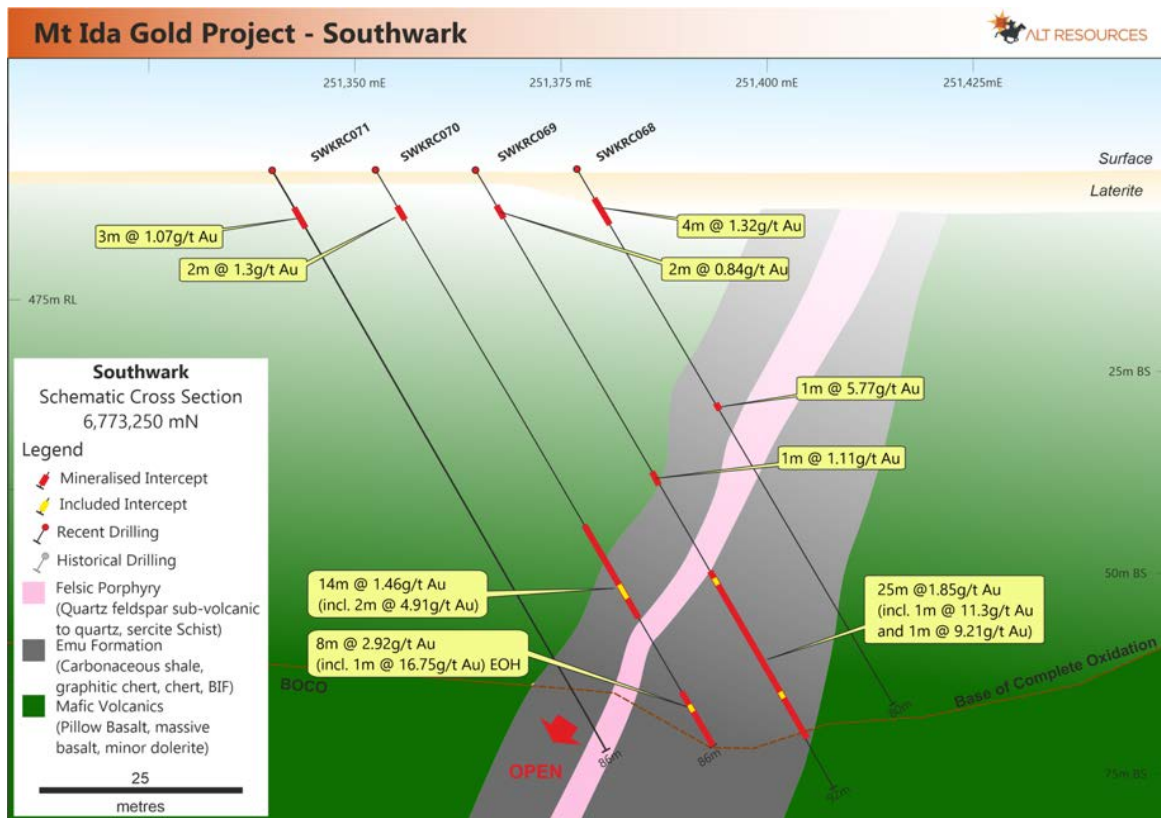 Mt Ida Gold Project - Southwark
ALT RESOURCES
251,350 mE
251,375 mE
251,400 mE
251,425mE
SWKRC071
SWKRC070
SWKRC069
SWKRC068
Surface
Laterite
3m @ 1.07g/t Au
2m @ 1.3g/t Au
4m @ 1.32g/t Au
2m @ 0.84g/t Au
475m RL
25m BS
1m @ 5.77g/t Au
1m @ 1.11g/t Au
14m @ 1.46g/t Au
(incl. 2m @ 4.91g/t Au)
8m @ 2.92g/t Au
(incl. 1m @ 16.75g/t Au) EOH
25m @1.85g/t Au
(incl. 1m @ 11.3g/t Au
and 1m @ 9.21g/t Au)
50m BS
BOCO
Base of Complete Oxidation
OPEN
86m
86m
92m
80m
75m BS
Southwark
Schematic Cross Section
6,773,250 mN
Legend
Mineralised Intercept
Included Intercept
Recent Drilling
Historical Drilling
Felsic Porphyry
(Quartz feldspar sub-volcanic
to quartz, sercite Schist)
Emu Formation
(Carbonaceous shale,
graphitic chert, chert, BIF)
Mafic Volcanics
(Pillow Basalt, massive
basalt, minor dolerite)
25
metres